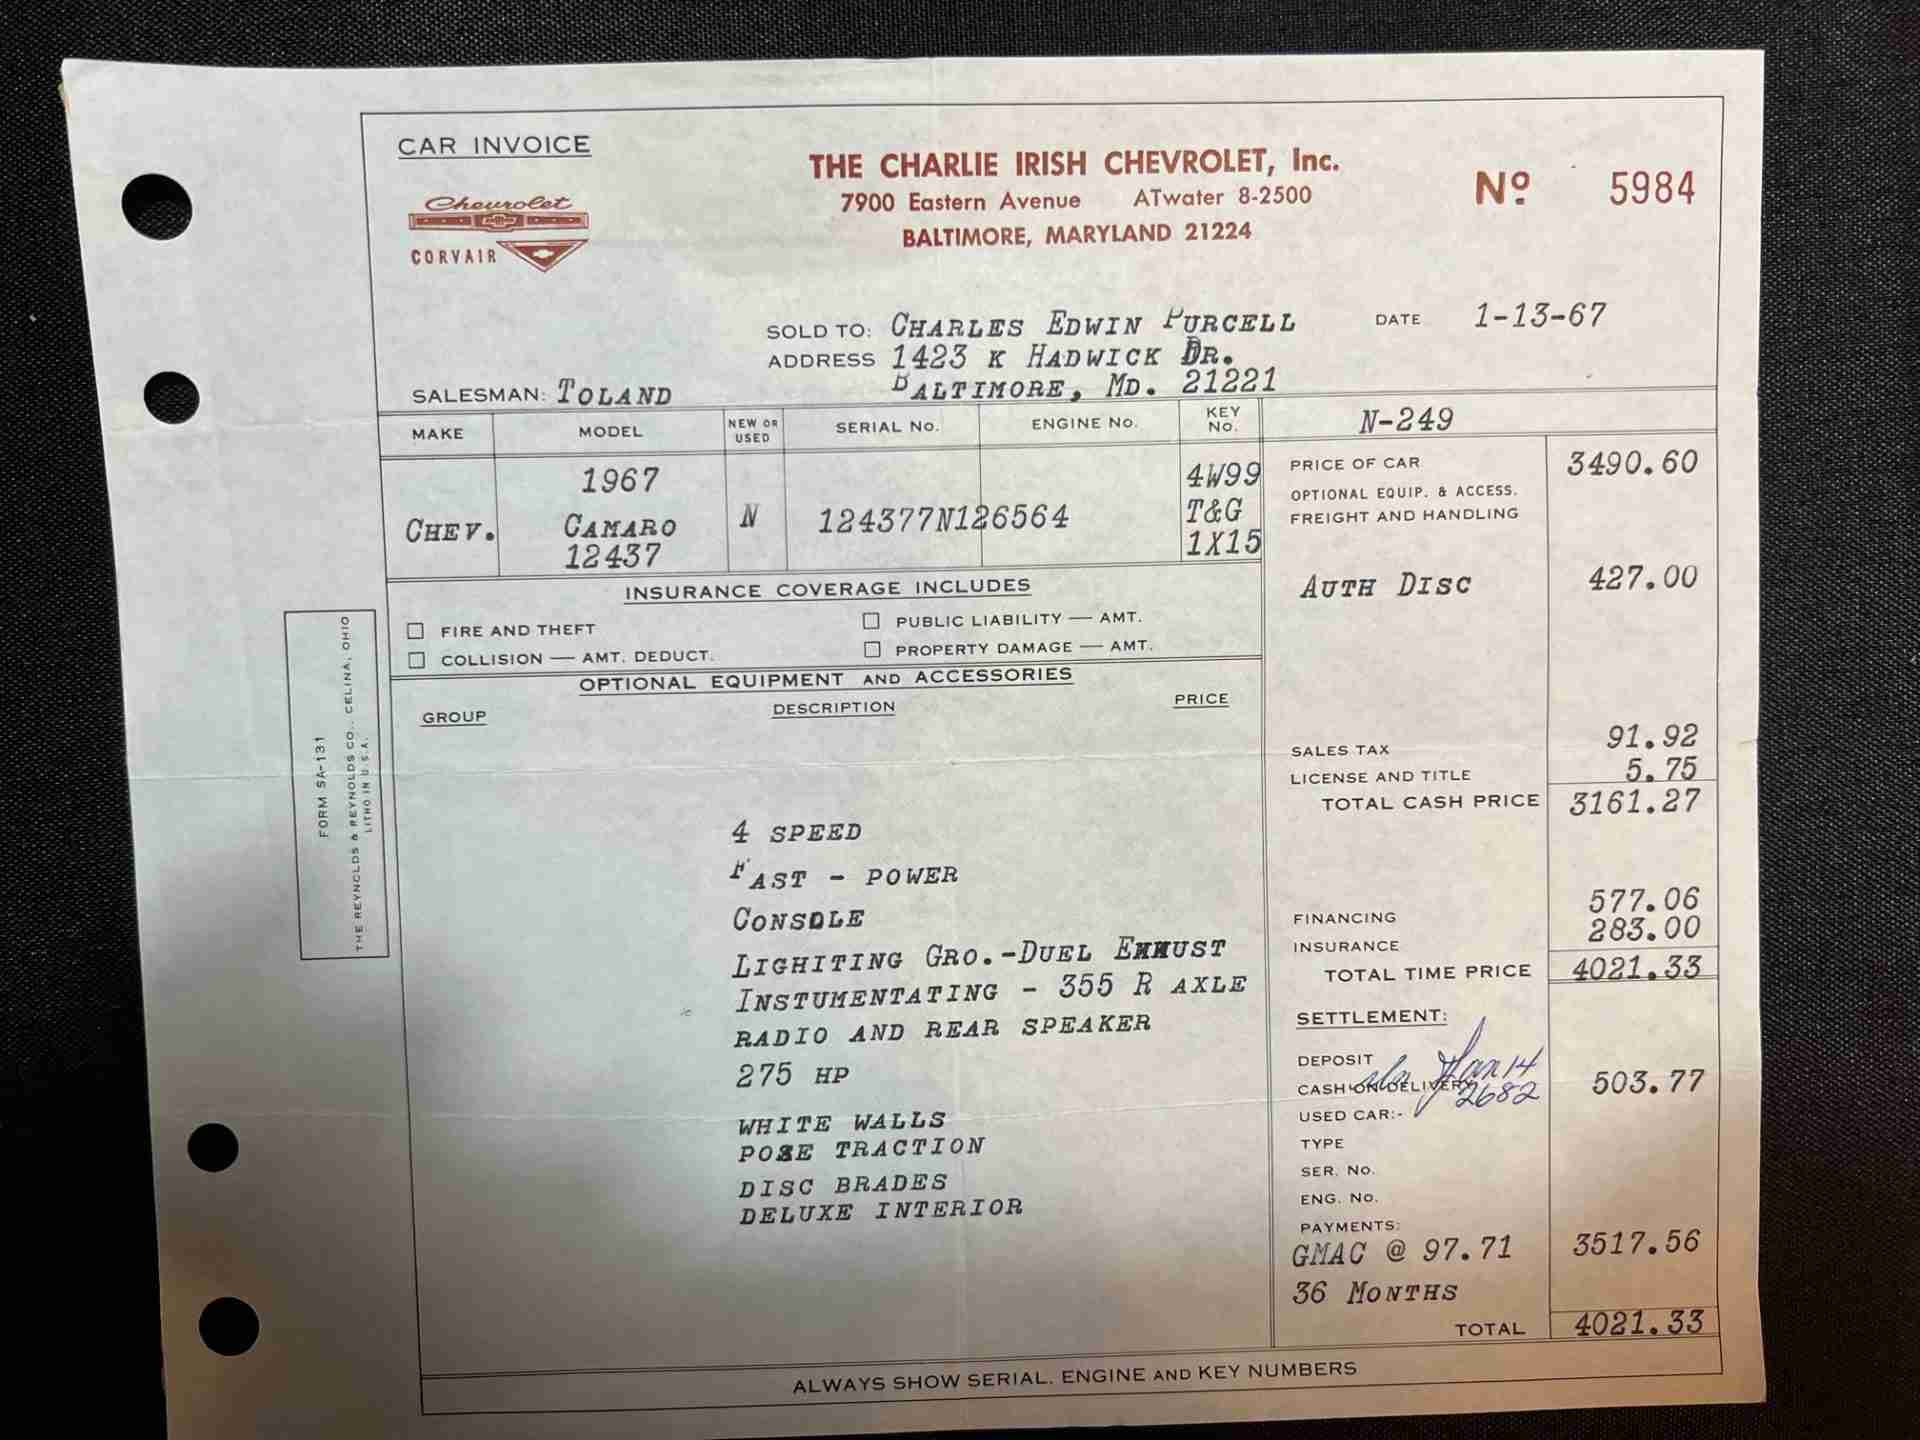 CAR INVOICE
Chevrolet
CORVAIR
THE CHARLIE IRISH CHEVROLET, Inc.
7900 Eastern Avenue ATwater 8-2500
BALTIMORE, MARYLAND 21224
Nº 5984
SOLD TO: CHARLES EDWIN PURCELL
DATE 1-13-67
ADDRESS 1423 K HADWICK DR.
BALTIMORE, MD. 21221
SALESMAN: TOLAND
MAKE MODEL NEW OR USED SERIAL NO. ENGINE NO. KEY NO.
N-249
1967 4W99
CHEV. CAMARO N 124377N126564 T&G
12437 1X15
PRICE OF CAR 3490.60
OPTIONAL EQUIP. & ACCESS.
FREIGHT AND HANDLING
AUTH DISC 427.00
INSURANCE COVERAGE INCLUDES
FIRE AND THEFT PUBLIC LIABILITY — AMT.
COLLISION — AMT. DEDUCT. PROPERTY DAMAGE — AMT.
OPTIONAL EQUIPMENT AND ACCESSORIES
GROUP DESCRIPTION PRICE
SALES TAX 91.92
LICENSE AND TITLE 5.75
TOTAL CASH PRICE 3161.27
4 SPEED
FAST - POWER
CONSOLE
LIGHITING GRO.-DUEL
INSTUMENTATING - 355 R AXLE
RADIO AND REAR SPEAKER
275 HP
WHITE WALLS
TRACTION
DISC BRADES
DELUXE INTERIOR
FINANCING 577.06
INSURANCE 283.00
TOTAL TIME PRICE 4021.33
SETTLEMENT:
DEPOSIT Jan 14
CASH ON DELIVERY 2682 503.77
USED CAR:-
TYPE
SER. NO.
ENG. NO.
PAYMENTS:
GMAC @ 97.71 3517.56
36 MONTHS
TOTAL 4021.33
ALWAYS SHOW SERIAL. ENGINE AND KEY NUMBERS
FORM SA-131
THE REYNOLDS & REYNOLDS CO., CELINA, OHIO
LITHO IN U.S.A.